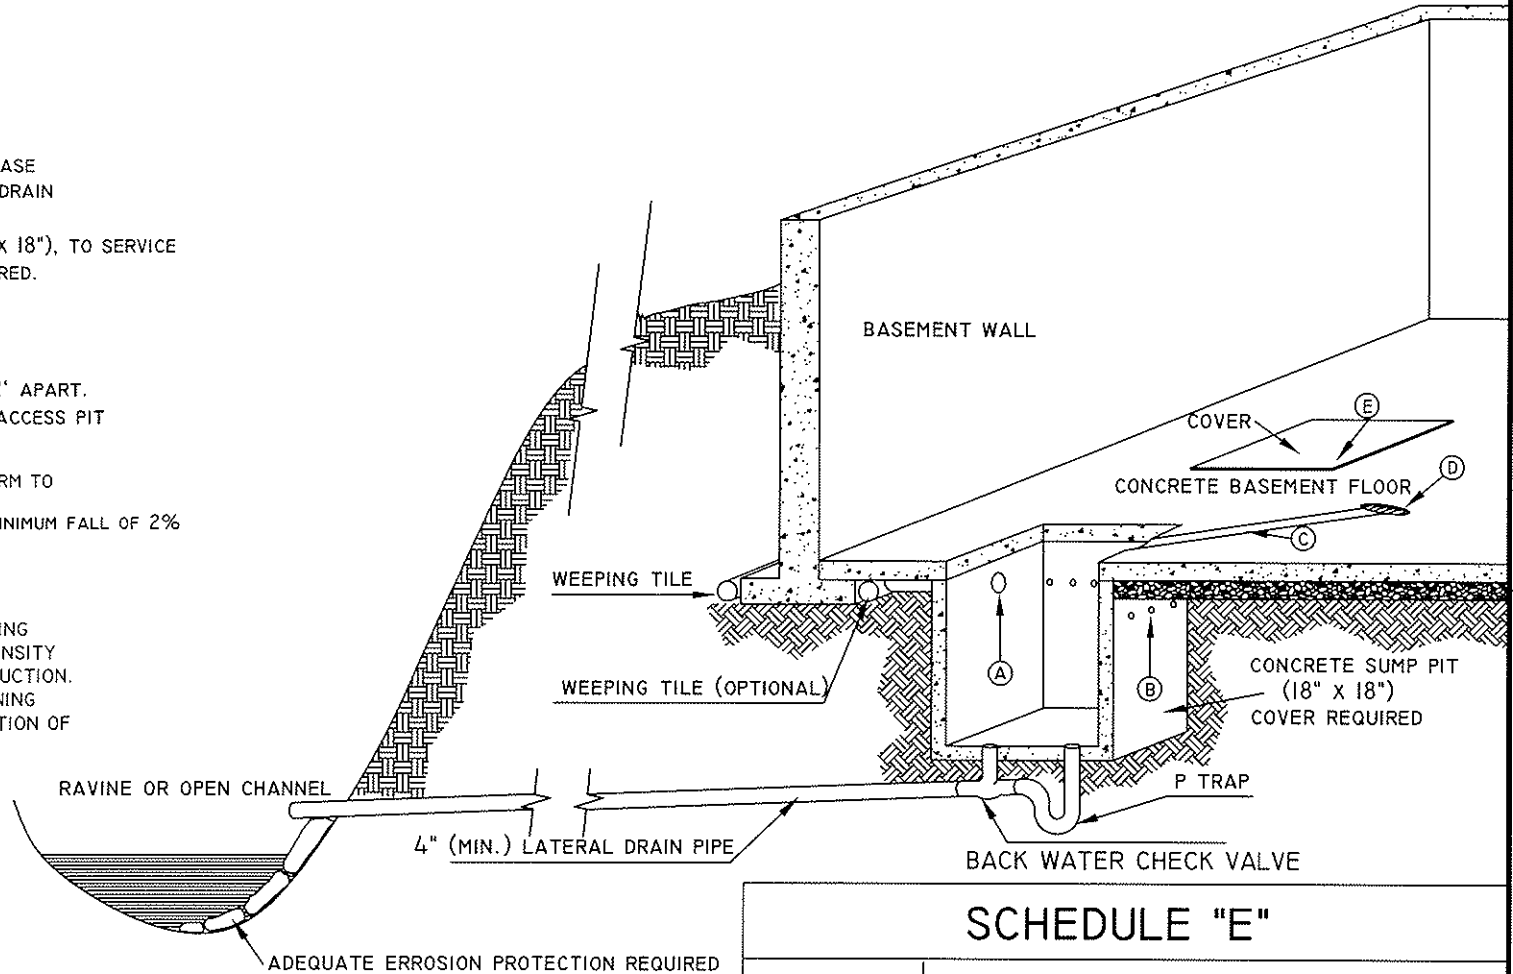 ASE
DRAIN
x 18"), TO SERVICE
RED.
' APART.
ACCESS PIT
RM TO
INIMUM FALL OF 2%
ING
NSITY
UCTION.
NING
TION OF
BASEMENT WALL
COVER
E
D
CONCRETE BASEMENT FLOOR
C
WEEPING TILE
WEEPING TILE (OPTIONAL)
A
B
CONCRETE SUMP PIT
(18" x 18")
COVER REQUIRED
RAVINE OR OPEN CHANNEL
P TRAP
4" (MIN.) LATERAL DRAIN PIPE
BACK WATER CHECK VALVE
SCHEDULE "E"
ADEQUATE ERROSION PROTECTION REQUIRED